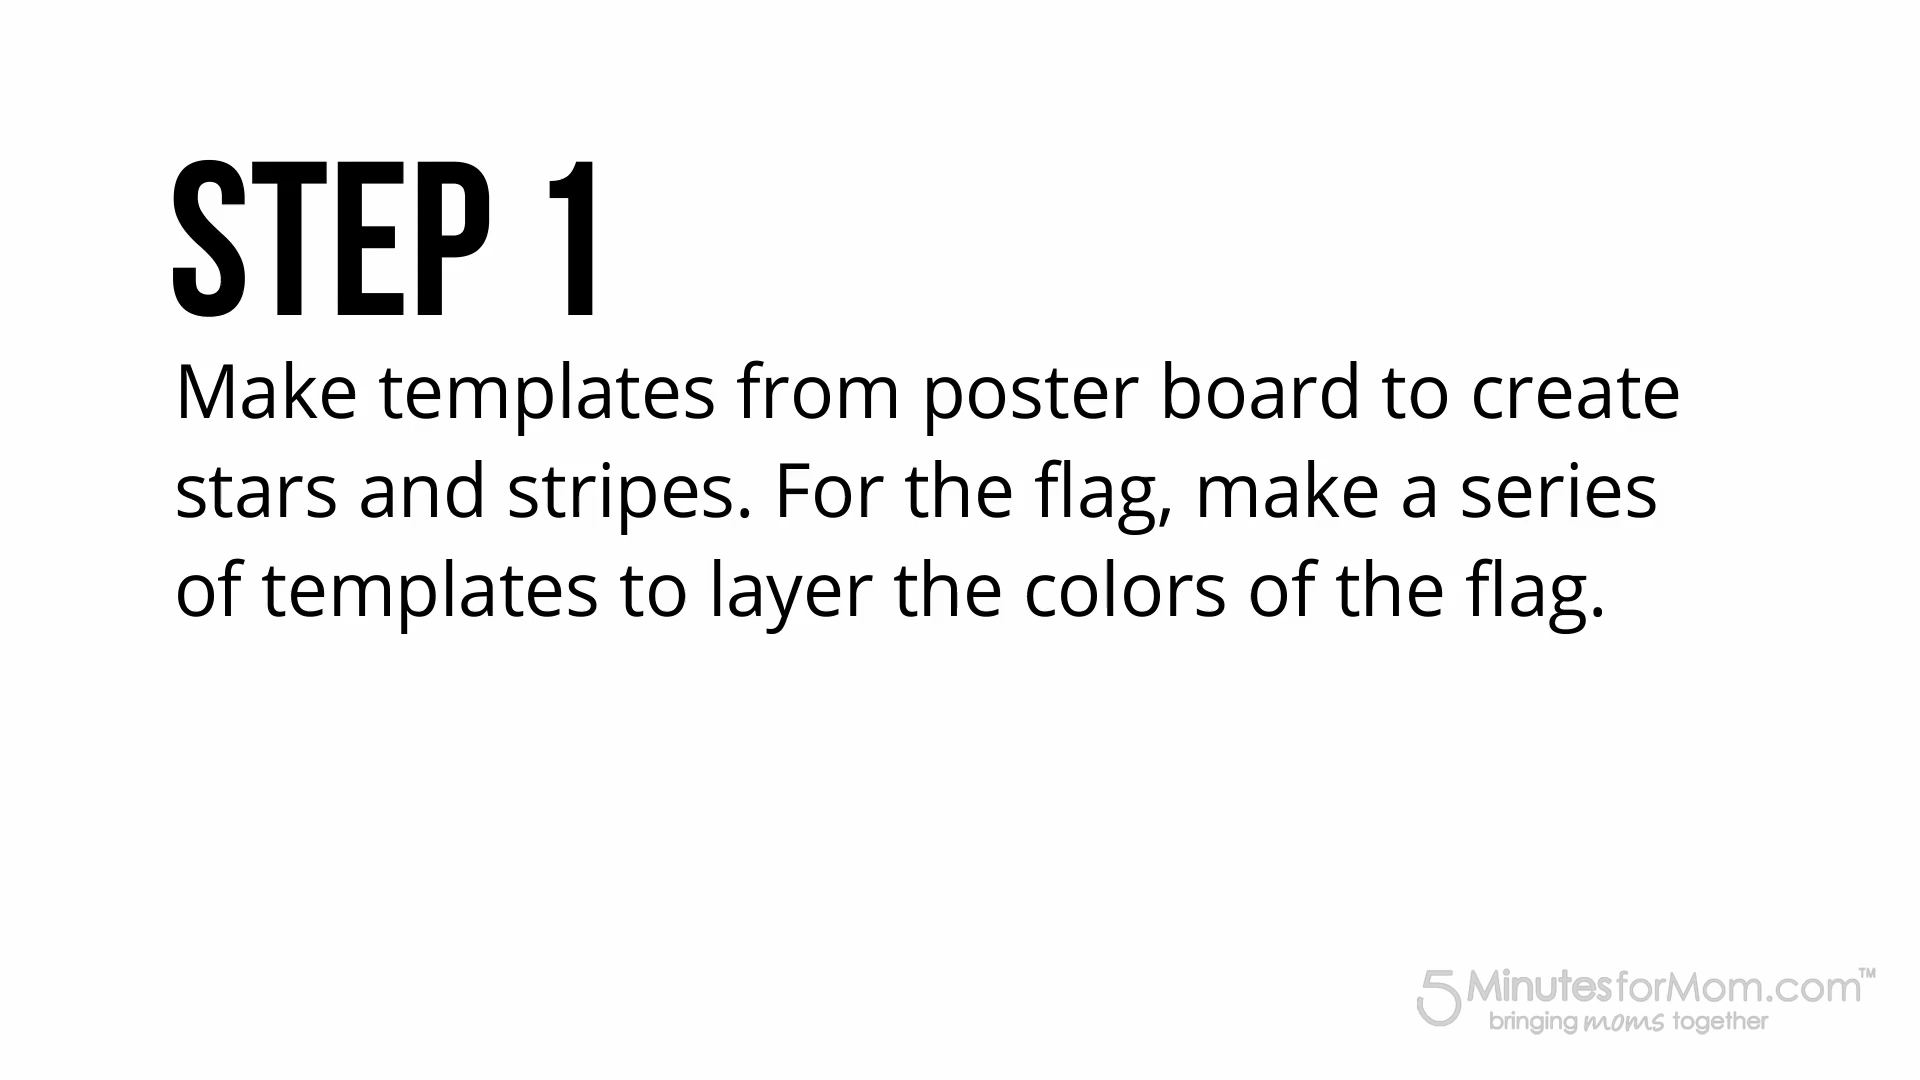 STEP 1
Make templates from poster board to create
stars and stripes. For the flag, make a series
of templates to layer the colors of the flag.
5MinutesforMom.com™
bringing moms together